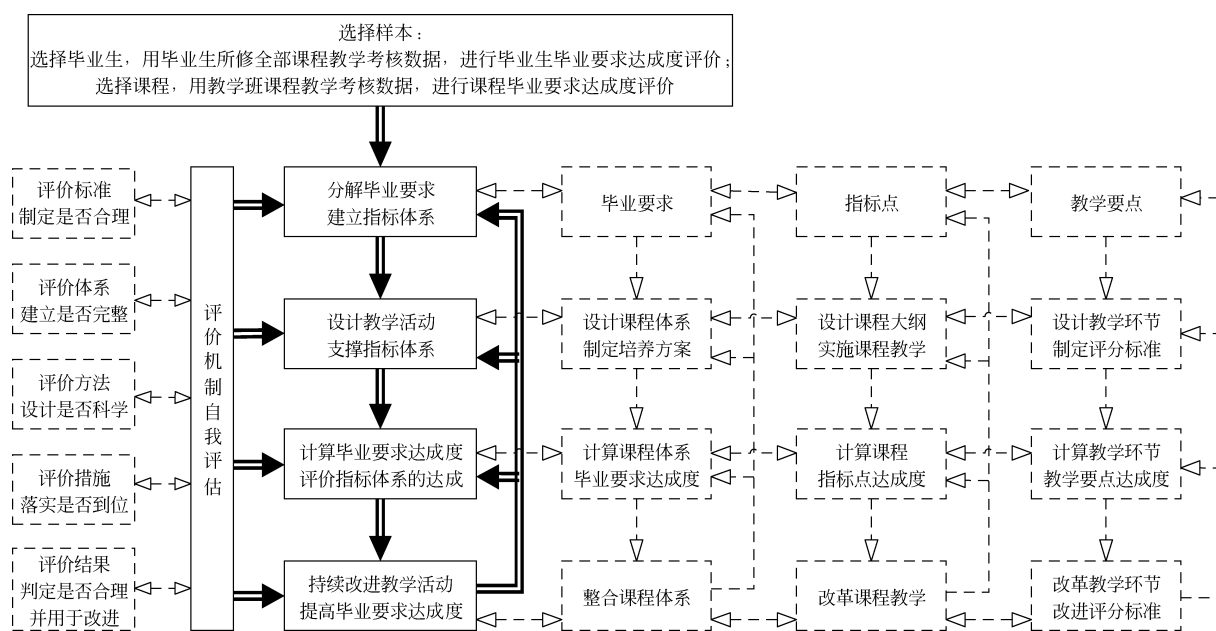 选择样本：
选择毕业生，用毕业生所修全部课程教学考核数据，进行毕业生毕业要求达成度评价；
选择课程，用教学班课程教学考核数据，进行课程毕业要求达成度评价
评价标准
制定是否合理
评价体系
建立是否完整
评价方法
设计是否科学
评价措施
落实是否到位
评价结果
判定是否合理
并用于改进
评价机制自我评估
分解毕业要求
建立指标体系
毕业要求
指标点
教学要点
设计教学活动
支撑指标体系
设计课程体系
制定培养方案
设计课程大纲
实施课程教学
设计教学环节
制定评分标准
计算毕业要求达成度
评价指标体系的达成
计算课程体系
毕业要求达成度
计算课程
指标点达成度
计算教学环节
教学要点达成度
持续改进教学活动
提高毕业要求达成度
整合课程体系
改革课程教学
改革教学环节
改进评分标准